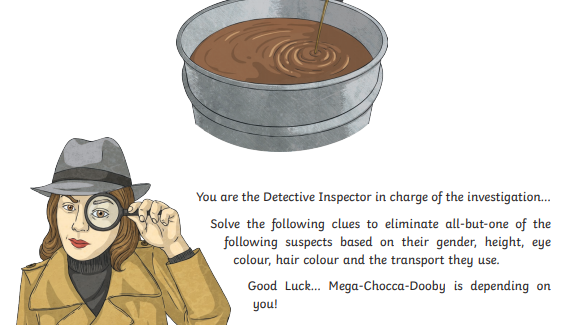 You are the Detective Inspector in charge of the investigation...
Solve the following clues to eliminate all-but-one of the
following suspects based on their gender, height, eye
colour, hair colour and the transport they use.
Good Luck... Mega-Chocca-Dooby is depending on
you!